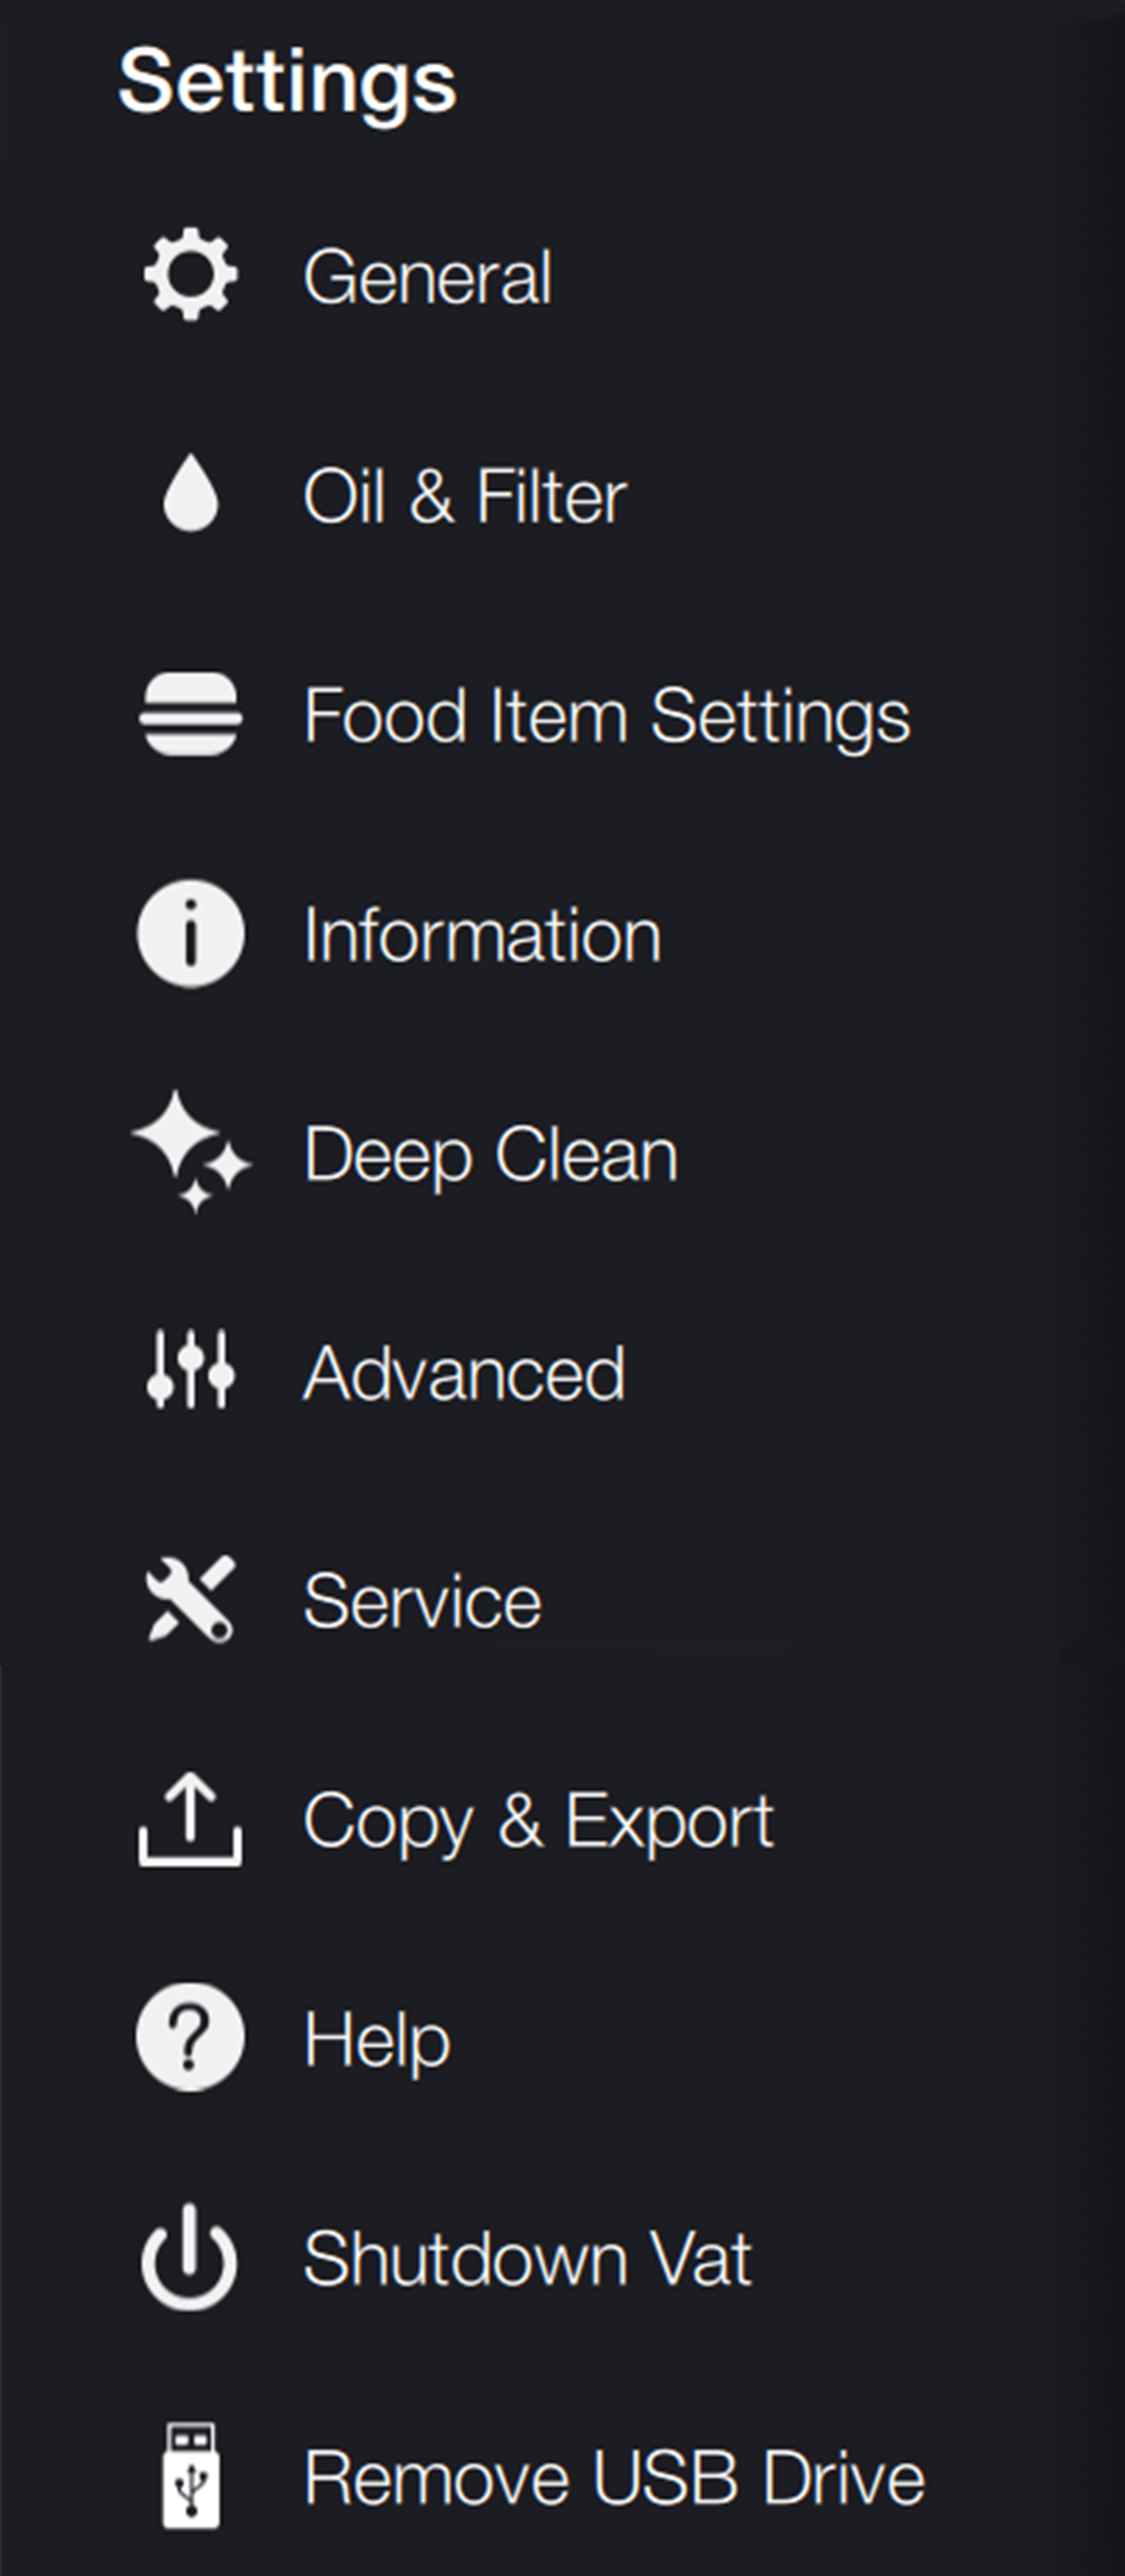 Settings
General
Oil & Filter
Food Item Settings
Information
Deep Clean
Advanced
Service
Copy & Export
Help
Shutdown Vat
Remove USB Drive